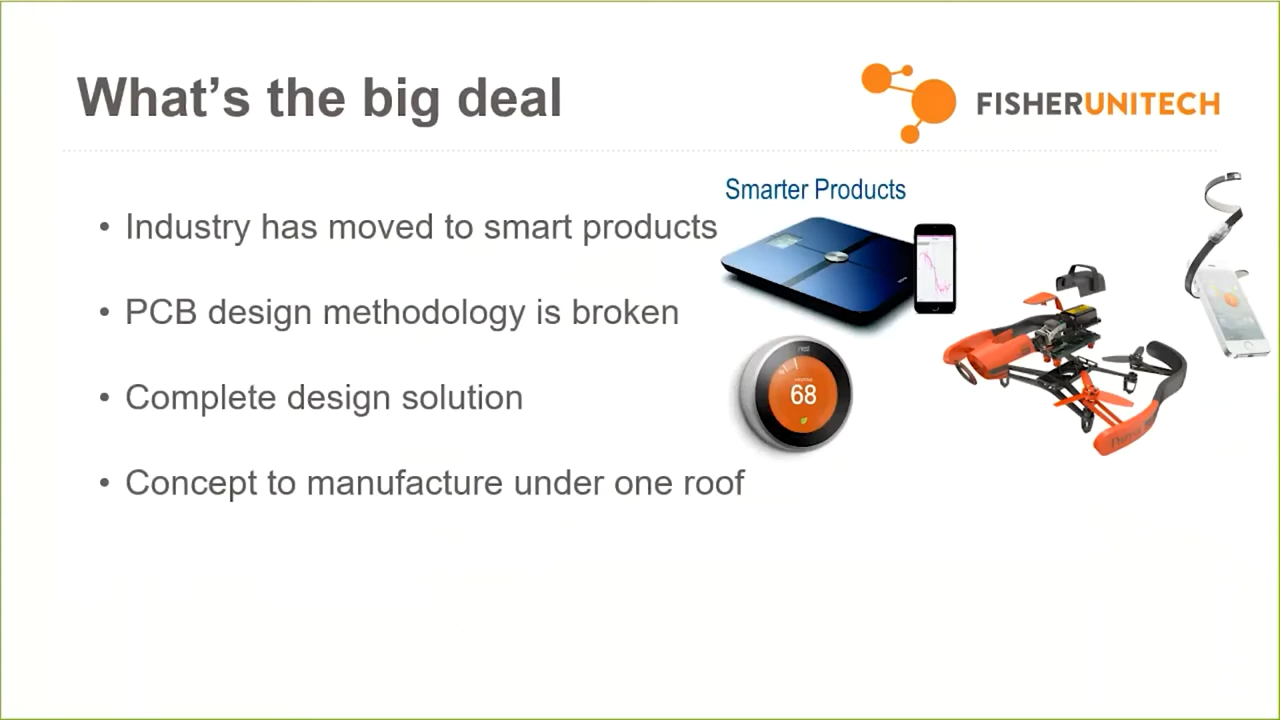 What's the big deal
FISHERUNITECH
Smarter Products
• Industry has moved to smart products
• PCB design methodology is broken
• Complete design solution
• Concept to manufacture under one roof
nest
68